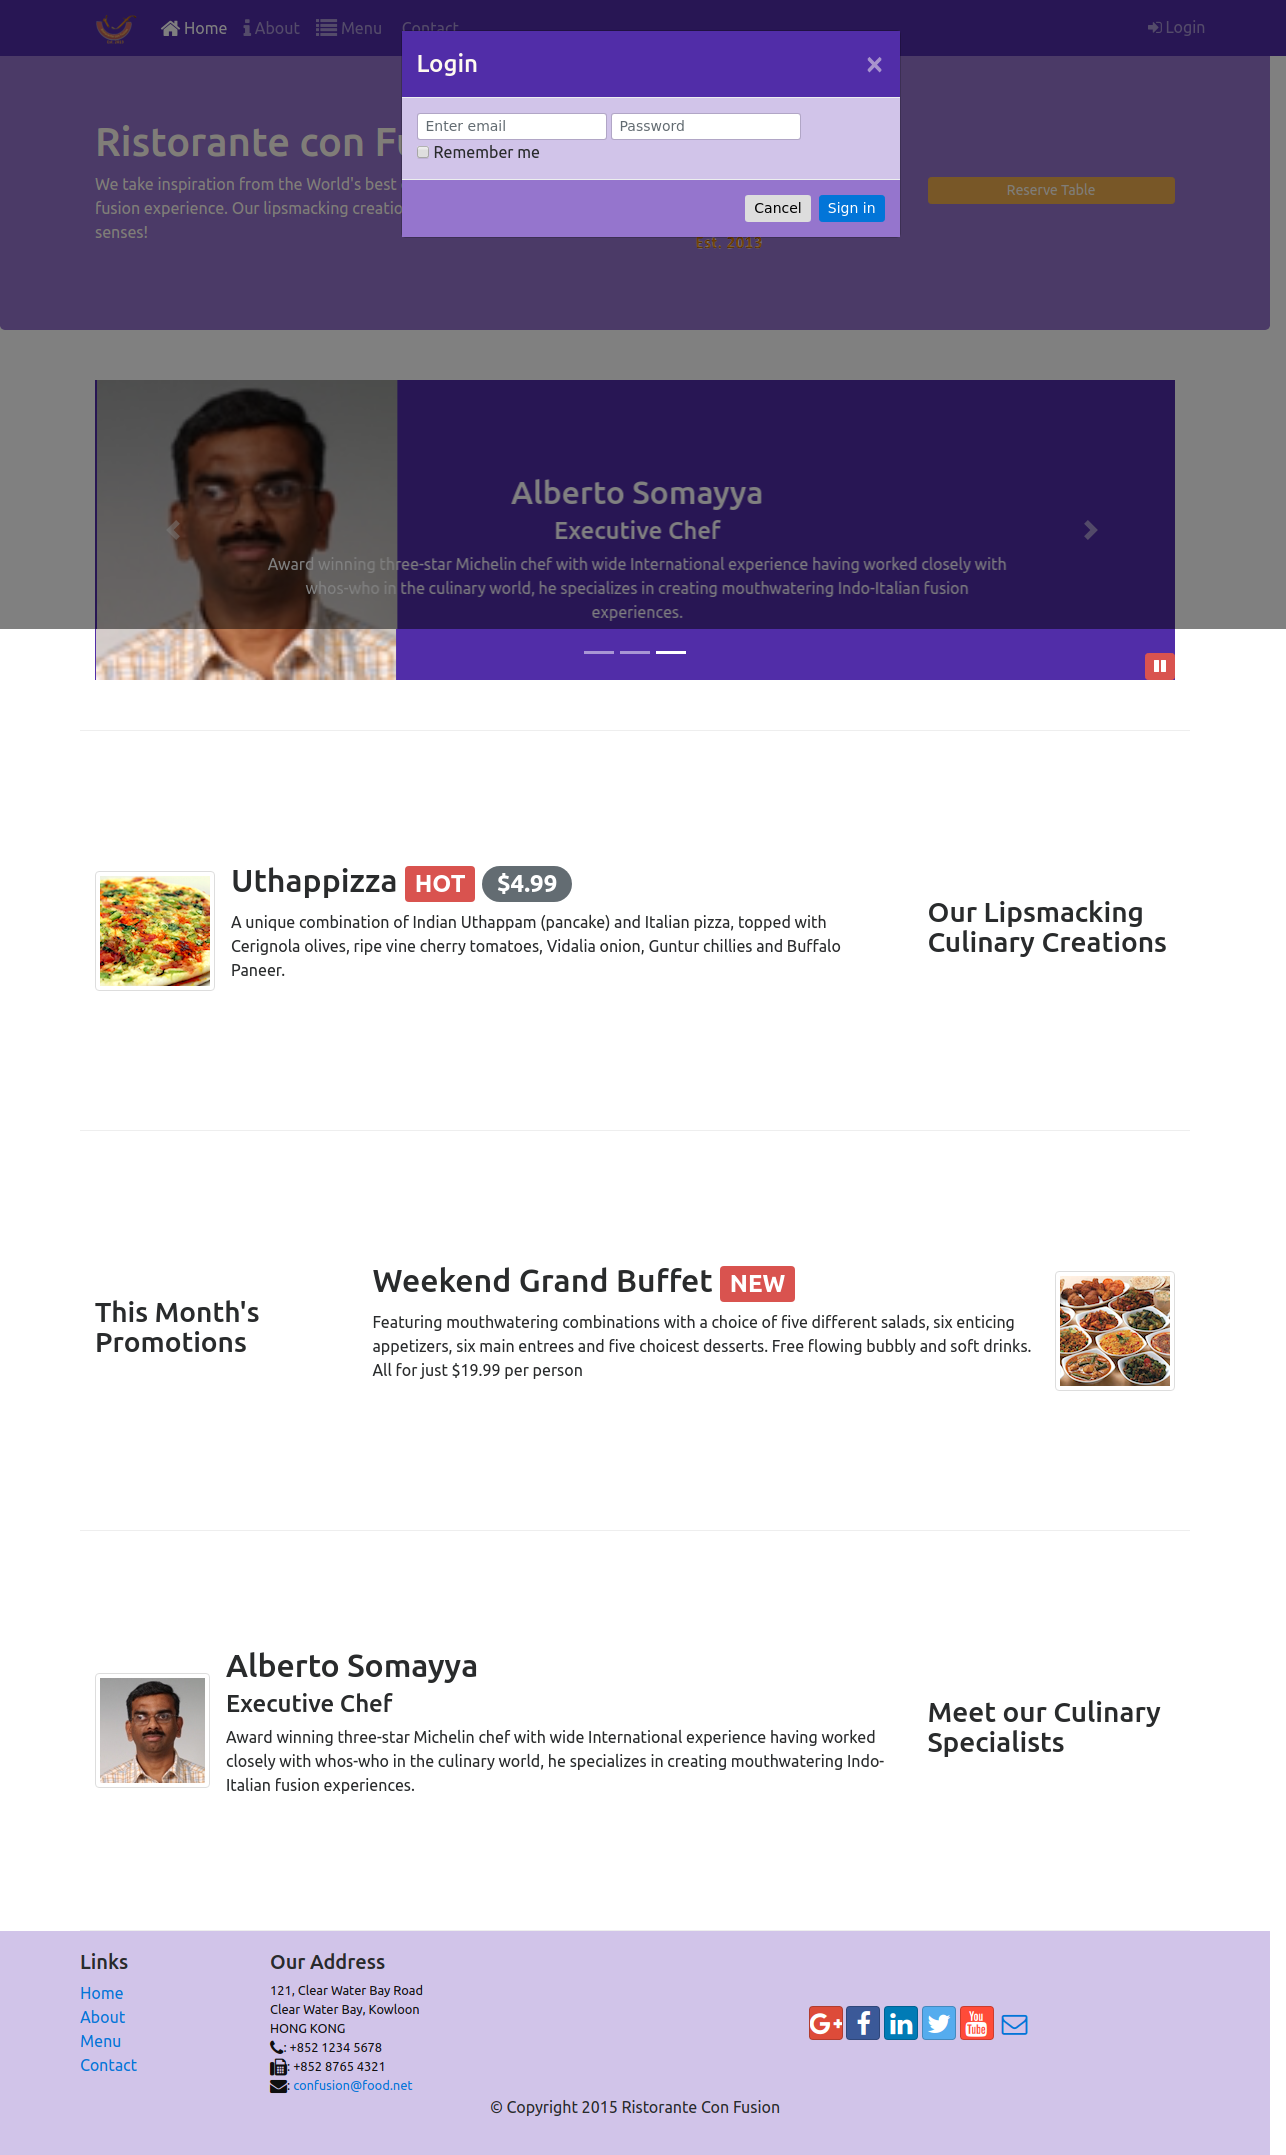 Home About Menu Contact Login
Login ×
Enter email Password
Remember me
Cancel Sign in
Ristorante con Fu
We take inspiration from the World's best
fusion experience. Our lipsmacking creatio
senses!
Est. 2013
Reserve Table
Alberto Somayya
Executive Chef
Award winning three-star Michelin chef with wide International experience having worked closely with
whos-who in the culinary world, he specializes in creating mouthwatering Indo-Italian fusion
experiences.
Uthappizza HOT $4.99
A unique combination of Indian Uthappam (pancake) and Italian pizza, topped with
Cerignola olives, ripe vine cherry tomatoes, Vidalia onion, Guntur chillies and Buffalo
Paneer.
Our Lipsmacking
Culinary Creations
This Month's
Promotions
Weekend Grand Buffet NEW
Featuring mouthwatering combinations with a choice of five different salads, six enticing
appetizers, six main entrees and five choicest desserts. Free flowing bubbly and soft drinks.
All for just $19.99 per person
Alberto Somayya
Executive Chef
Award winning three-star Michelin chef with wide International experience having worked
closely with whos-who in the culinary world, he specializes in creating mouthwatering Indo-
Italian fusion experiences.
Meet our Culinary
Specialists
Links
Home
About
Menu
Contact
Our Address
121, Clear Water Bay Road
Clear Water Bay, Kowloon
HONG KONG
: +852 1234 5678
: +852 8765 4321
: confusion@food.net
G+ f in You Tube
© Copyright 2015 Ristorante Con Fusion